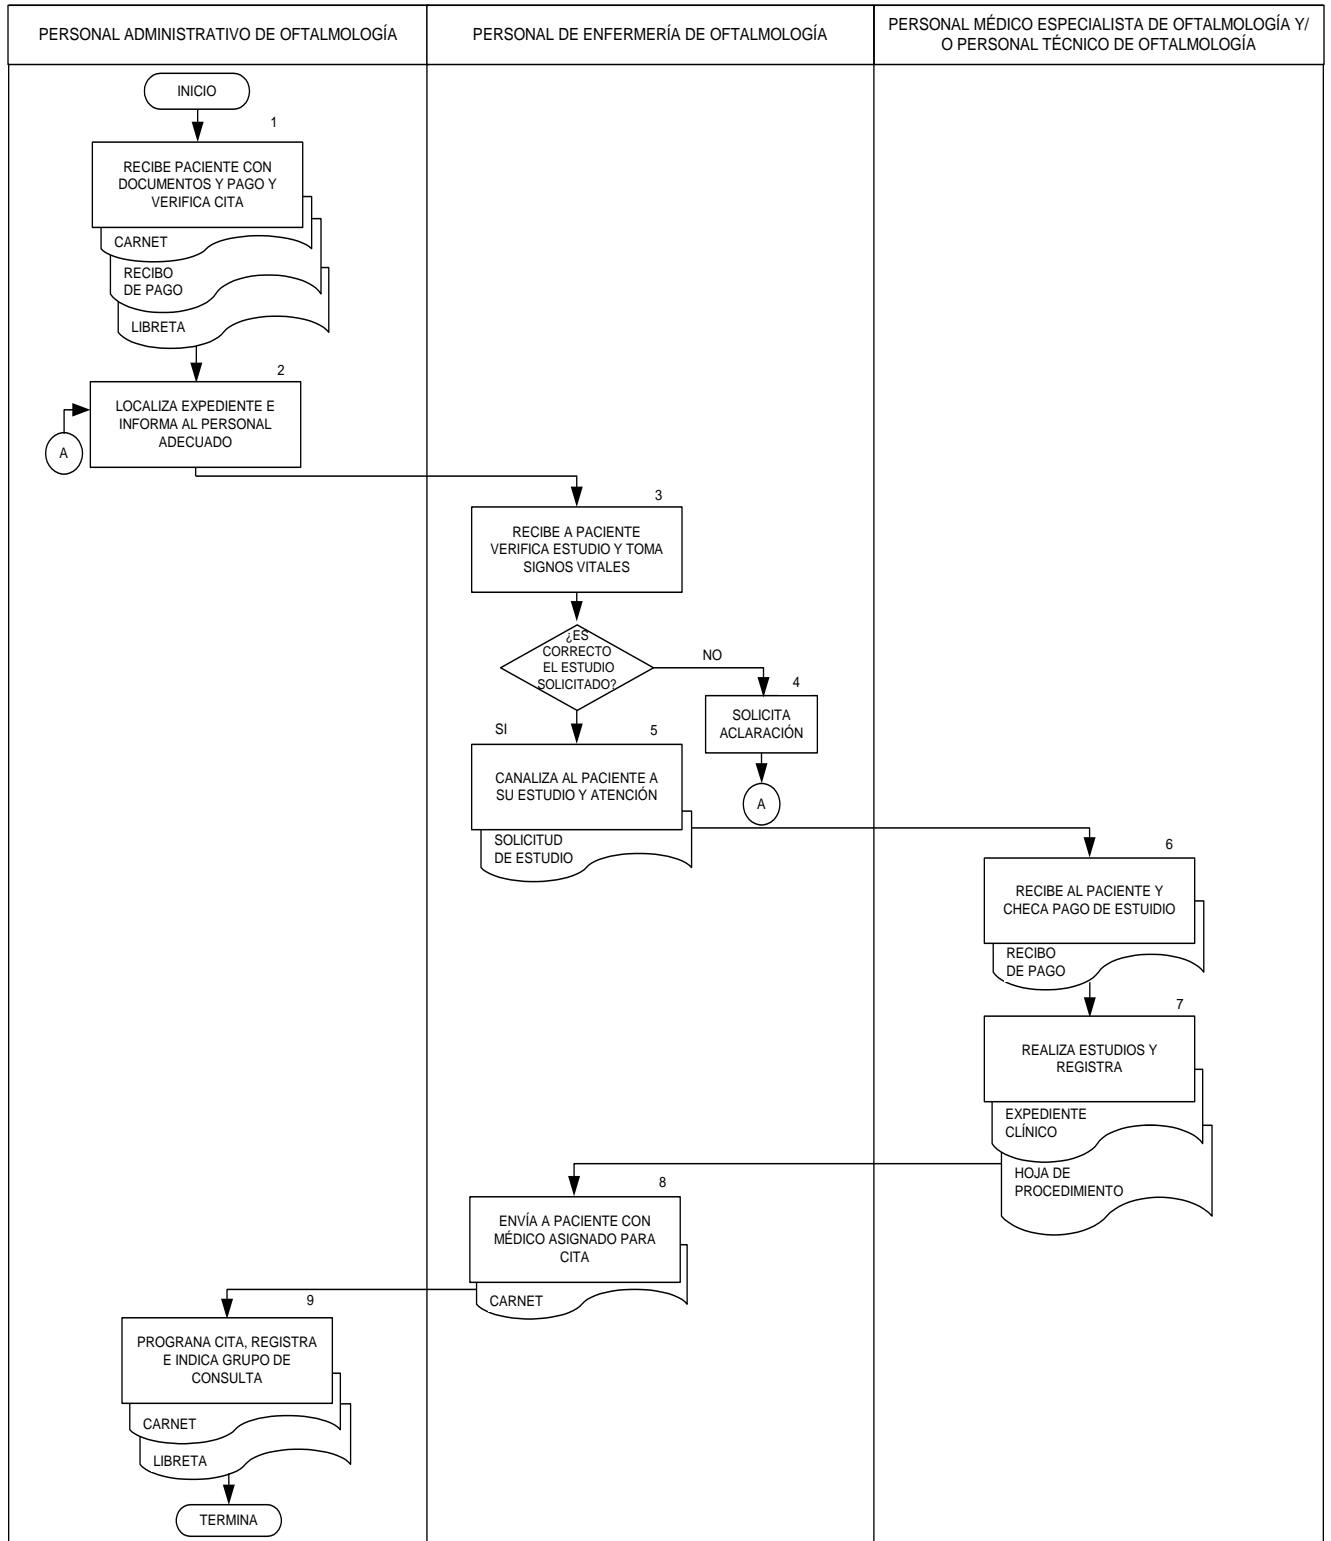 PERSONAL ADMINISTRATIVO DE OFTALMOLOGÍA
PERSONAL DE ENFERMERÍA DE OFTALMOLOGÍA
PERSONAL MÉDICO ESPECIALISTA DE OFTALMOLOGÍA Y/
O PERSONAL TÉCNICO DE OFTALMOLOGÍA
INICIO
1
RECIBE PACIENTE CON
DOCUMENTOS Y PAGO Y
VERIFICA CITA
CARNET
RECIBO
DE PAGO
LIBRETA
2
LOCALIZA EXPEDIENTE E
INFORMA AL PERSONAL
ADECUADO
A
3
RECIBE A PACIENTE
VERIFICA ESTUDIO Y TOMA
SIGNOS VITALES
¿ES
CORRECTO
EL ESTUDIO
SOLICITADO?
NO
4
SOLICITA
ACLARACIÓN
A
SI
5
CANALIZA AL PACIENTE A
SU ESTUDIO Y ATENCIÓN
SOLICITUD
DE ESTUDIO
6
RECIBE AL PACIENTE Y
CHECA PAGO DE ESTUIDIO
RECIBO
DE PAGO
7
REALIZA ESTUDIOS Y
REGISTRA
EXPEDIENTE
CLÍNICO
HOJA DE
PROCEDIMIENTO
8
ENVÍA A PACIENTE CON
MÉDICO ASIGNADO PARA
CITA
CARNET
9
PROGRANA CITA, REGISTRA
E INDICA GRUPO DE
CONSULTA
CARNET
LIBRETA
TERMINA